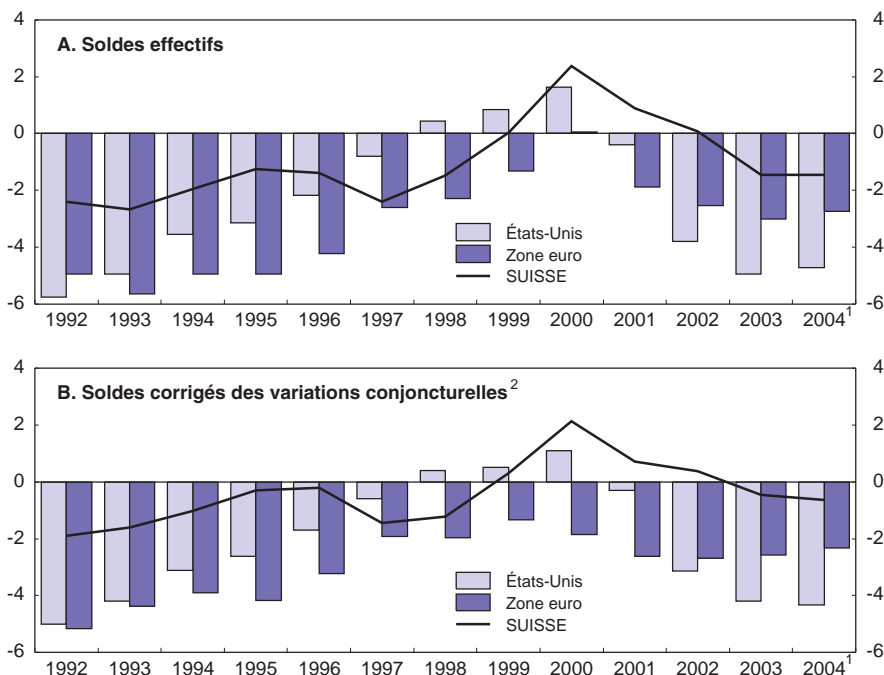 A. Soldes effectifs
4 4
2 2
0 0
-2 -2
-4 -4
-6 -6
États-Unis
Zone euro
SUISSE
1992 1993 1994 1995 1996 1997 1998 1999 2000 2001 2002 2003 2004¹
B. Soldes corrigés des variations conjoncturelles²
4 4
2 2
0 0
-2 -2
-4 -4
-6 -6
États-Unis
Zone euro
SUISSE
1992 1993 1994 1995 1996 1997 1998 1999 2000 2001 2002 2003 2004¹